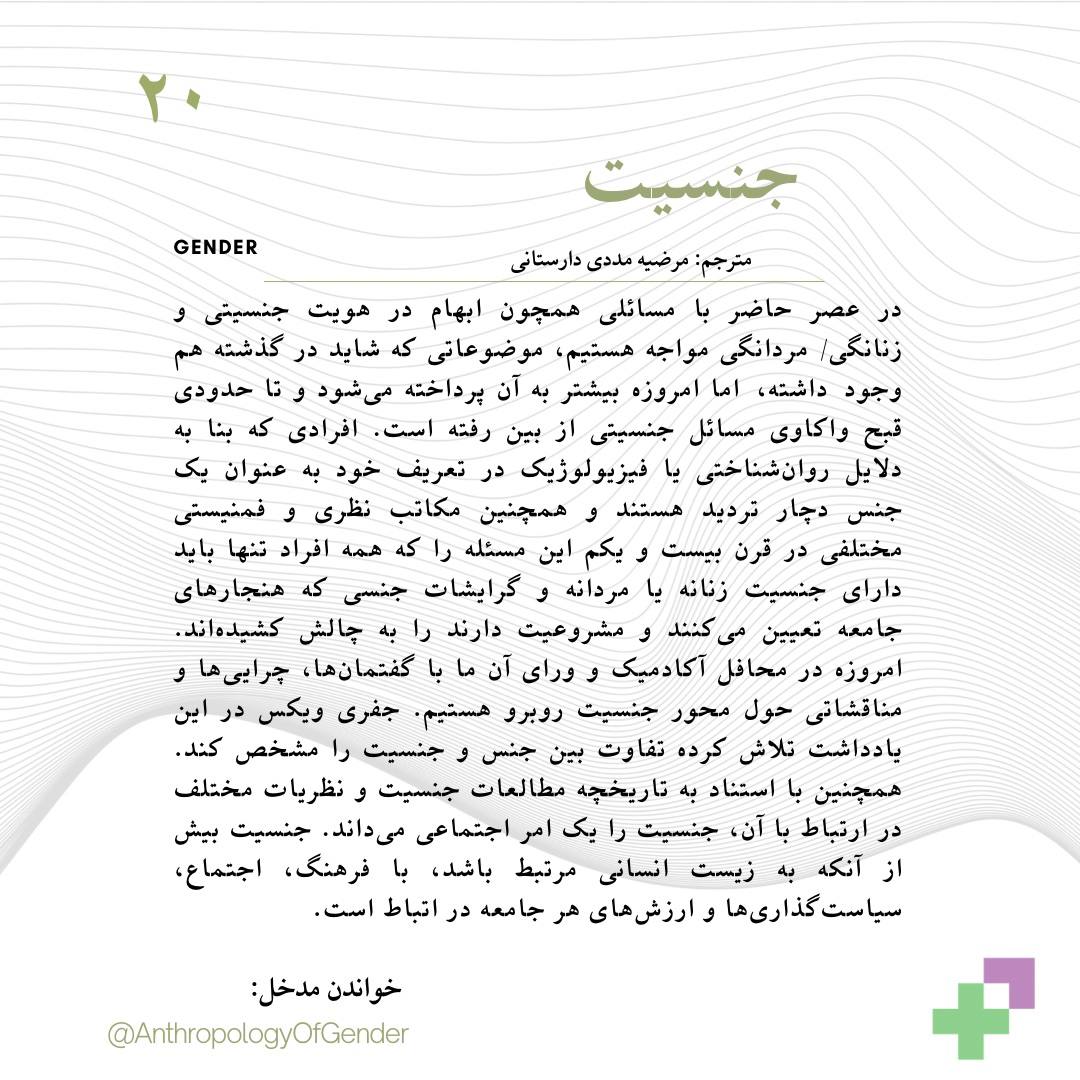 ۲۰
جنسیت
GENDER
مترجم: مرضیه مددی دارستانی
در عصر حاضر با مسائلی همچون ابهام در هویت جنسیتی و
زنانگی/ مردانگی مواجه هستیم، موضوعاتی که شاید در گذشته هم
وجود داشته، اما امروزه بیشتر به آن پرداخته می‌شود و تا حدودی
قبح واکاوی مسائل جنسیتی از بین رفته است. افرادی که بنا به
دلایل روان‌شناختی یا فیزیولوژیک در تعریف خود به عنوان یک
جنس دچار تردید هستند و همچنین مکاتب نظری و فمنیستی
مختلفی در قرن بیست و یکم این مسئله را که همه افراد تنها باید
دارای جنسیت زنانه یا مردانه و گرایشات جنسی که هنجارهای
جامعه تعیین می‌کنند و مشروعیت دارند را به چالش کشیده‌اند.
امروزه در محافل آکادمیک و ورای آن ما با گفتمان‌ها، چرایی‌ها و
مناقشاتی حول محور جنسیت روبرو هستیم. جفری ویکس در این
یادداشت تلاش کرده تفاوت بین جنس و جنسیت را مشخص کند.
همچنین با استناد به تاریخچه مطالعات جنسیت و نظریات مختلف
در ارتباط با آن، جنسیت را یک امر اجتماعی می‌داند. جنسیت بیش
از آنکه به زیست انسانی مرتبط باشد، با فرهنگ، اجتماع،
سیاست‌گذاری‌ها و ارزش‌های هر جامعه در اتباط است.
خواندن مدخل:
@AnthropologyOfGender